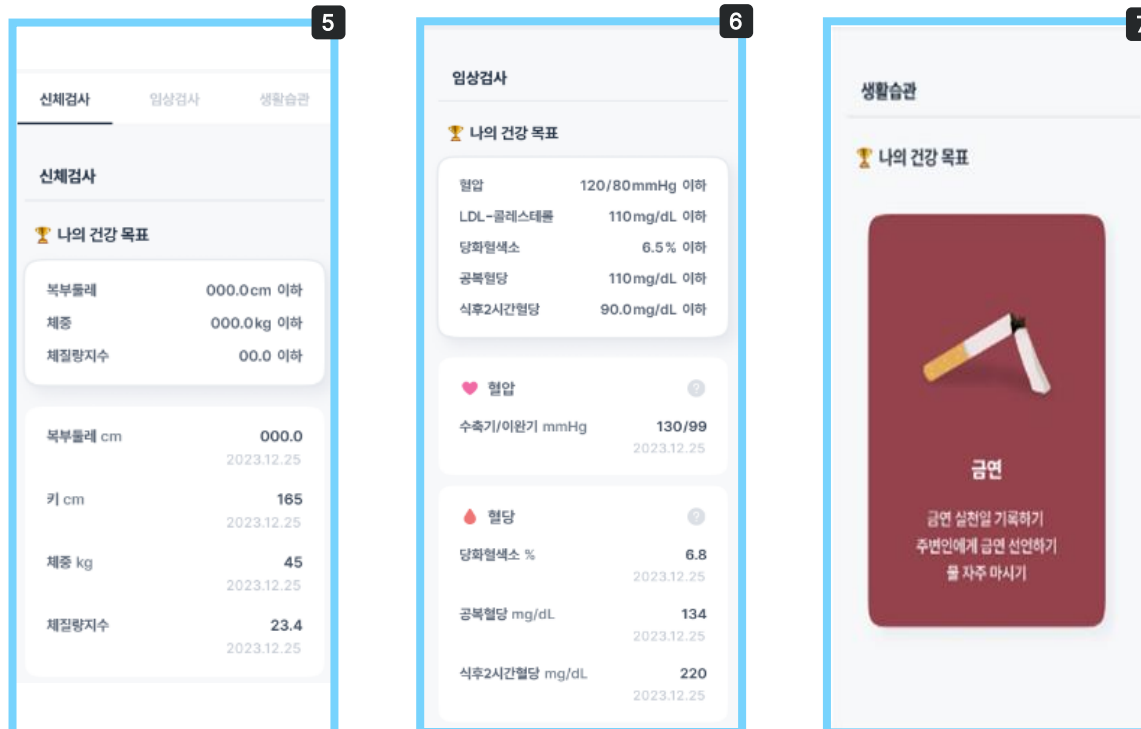 5
신체검사 임상검사 생활습관
신체검사
🏆 나의 건강 목표
복부둘레 000.0cm 이하
체중 000.0kg 이하
체질량지수 00.0 이하
복부둘레 cm 000.0
2023.12.25
키 cm 165
2023.12.25
체중 kg 45
2023.12.25
체질량지수 23.4
2023.12.25
6
임상검사
🏆 나의 건강 목표
혈압 120/80mmHg 이하
LDL-콜레스테롤 110mg/dL 이하
당화혈색소 6.5% 이하
공복혈당 110mg/dL 이하
식후2시간혈당 90.0mg/dL 이하
혈압 ?
수축기/이완기 mmHg 130/99
2023.12.25
혈당 ?
당화혈색소 % 6.8
2023.12.25
공복혈당 mg/dL 134
2023.12.25
식후2시간혈당 mg/dL 220
2023.12.25
7
생활습관
🏆 나의 건강 목표
금연
금연 실천일 기록하기
주변인에게 금연 선언하기
물 자주 마시기